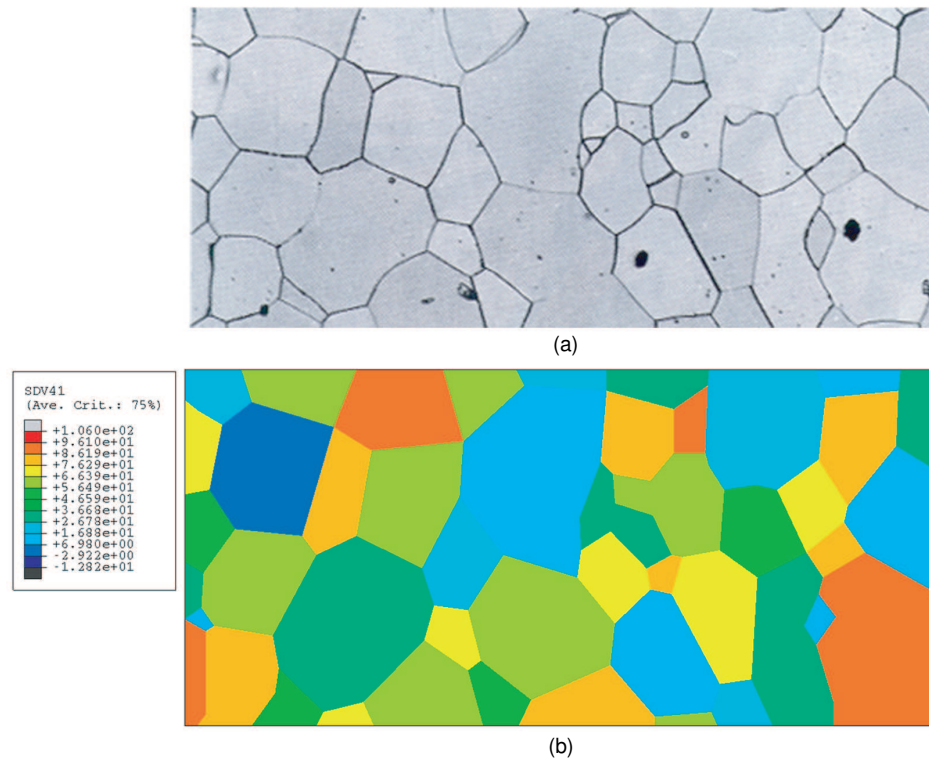 (a)
SDV41
(Ave. Crit.: 75%)
+1.060e+02
+9.610e+01
+8.619e+01
+7.629e+01
+6.639e+01
+5.649e+01
+4.659e+01
+3.668e+01
+2.678e+01
+1.688e+01
+6.980e+00
-2.922e+00
-1.282e+01
(b)